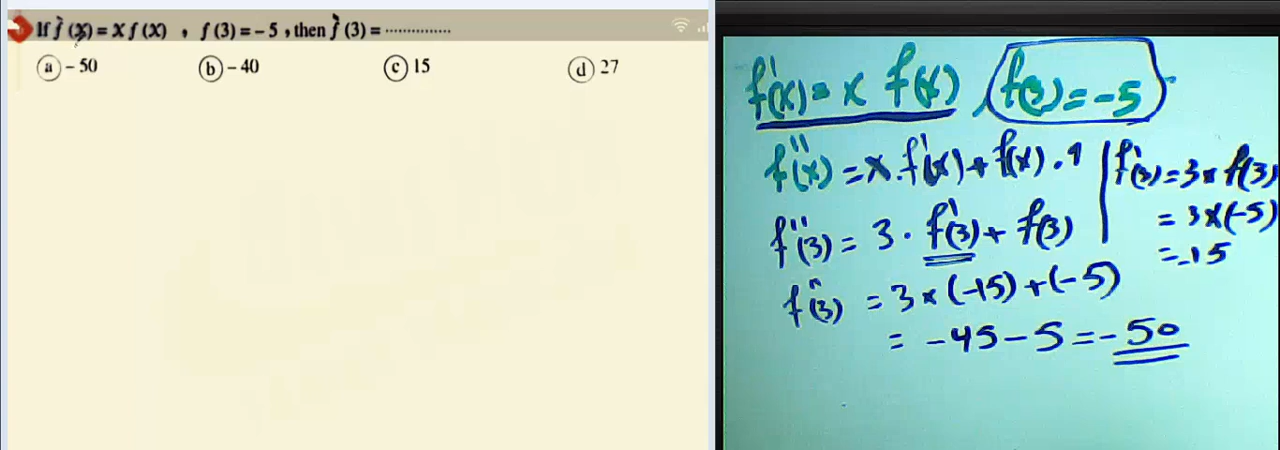 If f̀ (X) = X f (X) , f (3) = – 5 , then f̏ (3) = ...............
(a) – 50 (b) – 40 (c) 15 (d) 27
f'(x) = x f(x) , f(3) = -5
f''(x) = x . f'(x) + f(x) . 1
f''(3) = 3 . f'(3) + f(3)
f''(3) = 3 × (-15) + (-5)
= -45 - 5 = -50
f'(3) = 3 × f(3)
= 3 × (-5)
= -15